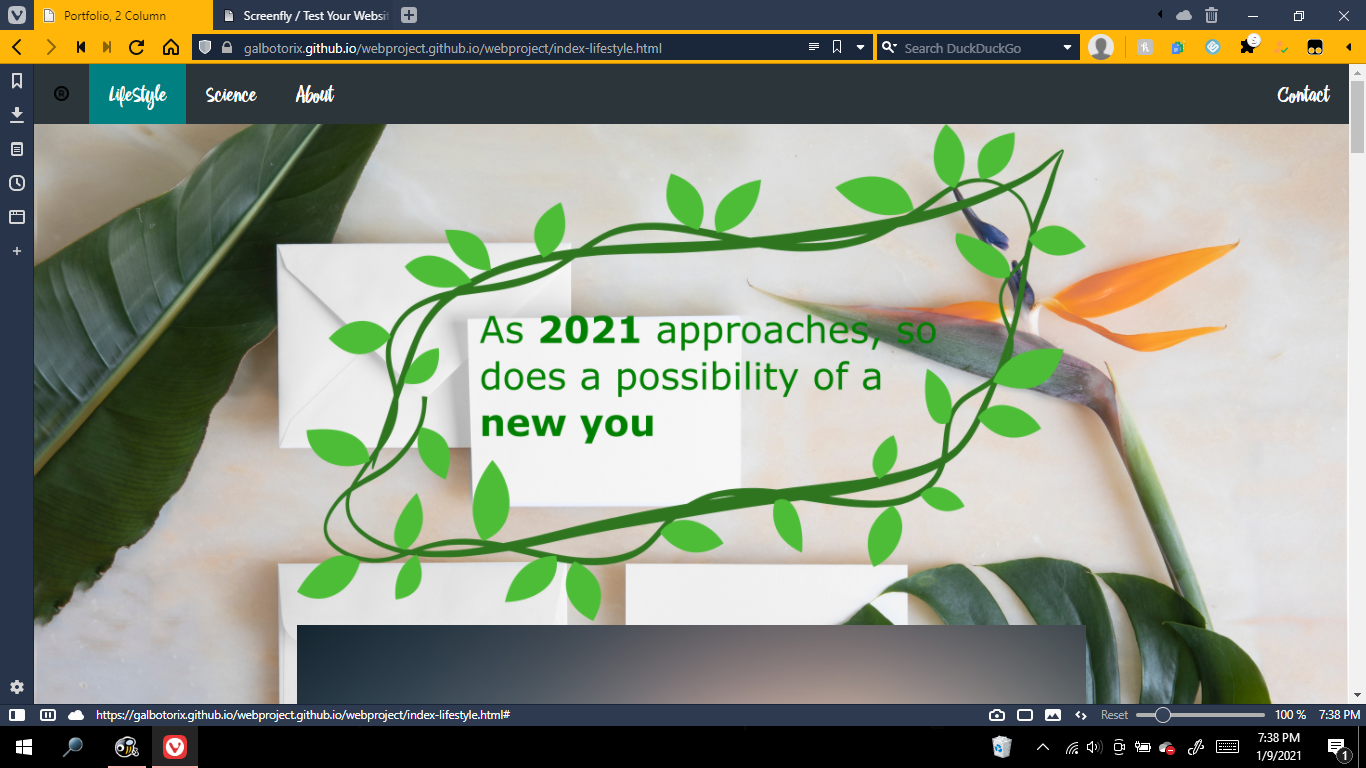 Portfolio, 2 Column
Screenfly / Test Your Websi
galbotorix.github.io/webproject.github.io/webproject/index-lifestyle.html
Search DuckDuckGo
5
®
LifeStyle
Science
About
Contact
As 2021 approaches, so
does a possibility of a
new you
https://galbotorix.github.io/webproject.github.io/webproject/index-lifestyle.html#
Reset
100 %
7:38 PM
7:38 PM
1/9/2021
1